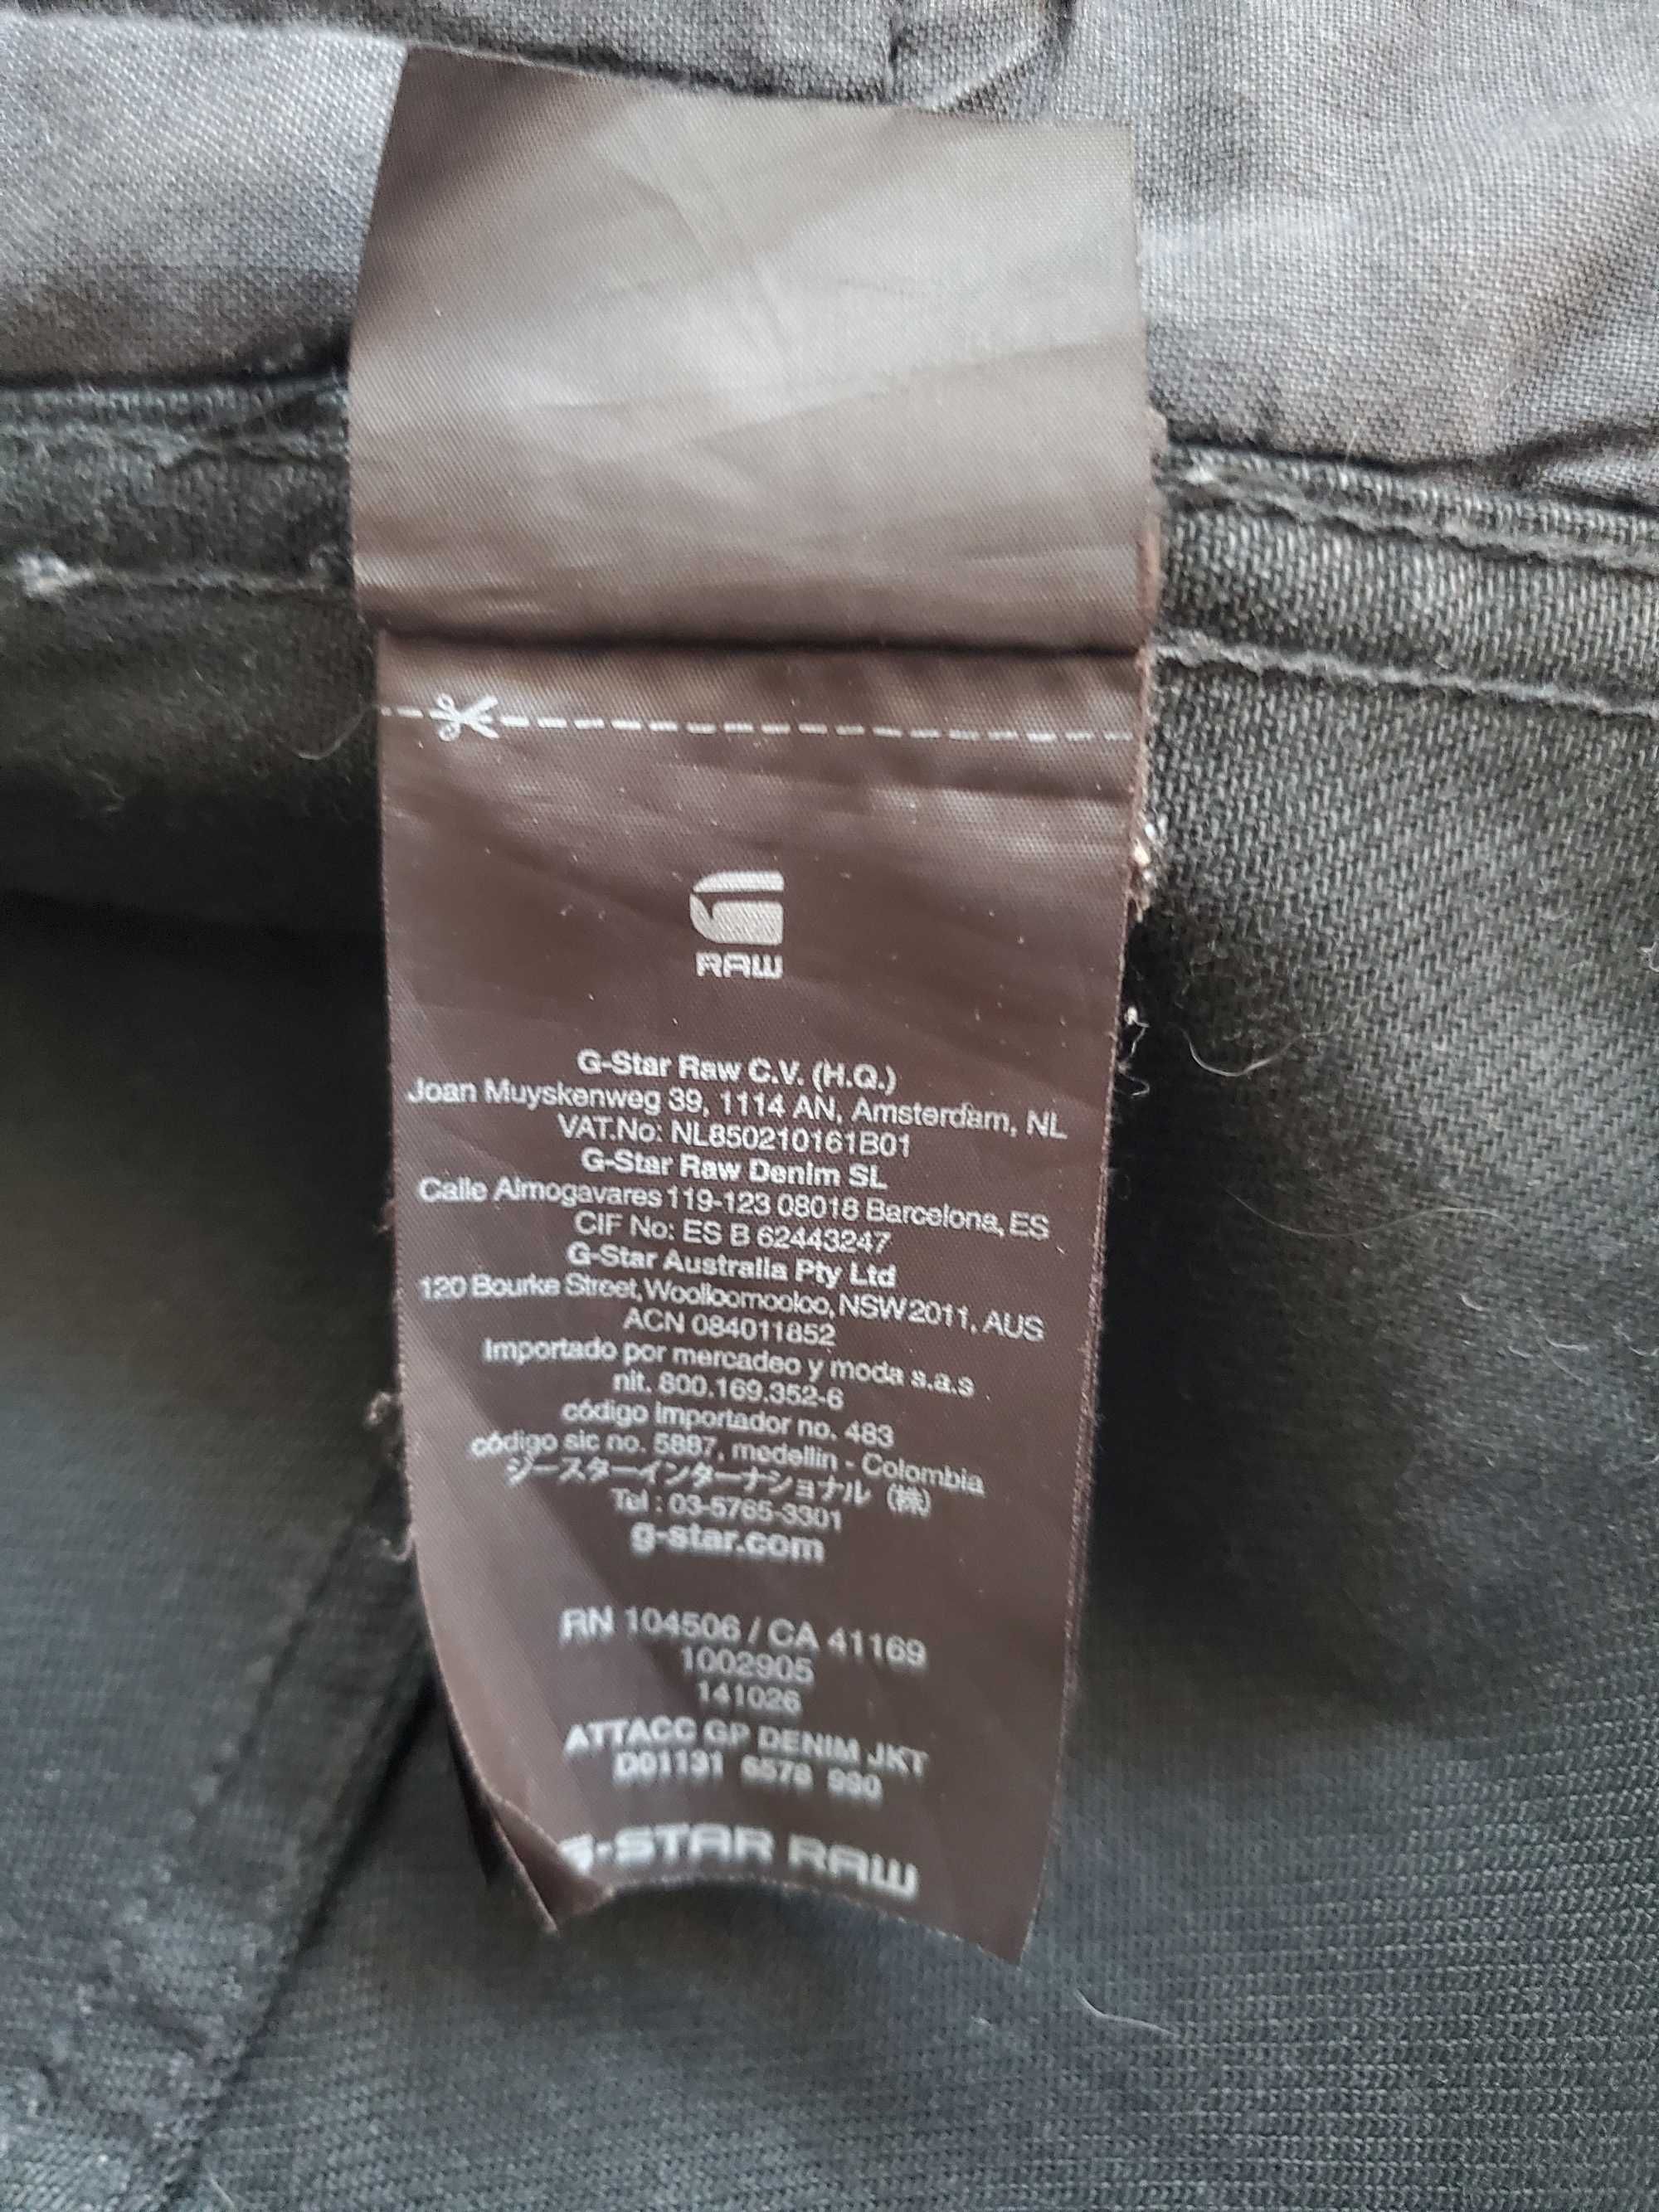 RAW
G-Star Raw C.V. (H.Q.)
Joan Muyskenweg 39, 1114 AN, Amsterdam, NL
VAT.No: NL850210161B01
G-Star Raw Denim SL
Calle Almogavares 119-123 08018 Barcelona, ES
CIF No: ES B 62443247
G-Star Australia Pty Ltd
120 Bourke Street, Woolloomooloo, NSW 2011, AUS
ACN 084011852
Importado por mercadeo y moda s.a.s
nit. 800.169.352-6
código importador no. 483
código sic no. 5887, medellin - Colombia
ジースターインターナショナル (株)
Tel : 03-5765-3301
g-star.com
RN 104506 / CA 41169
1002905
141026
ATTACC GP DENIM JKT
D01131 6578 990
G-STAR RAW